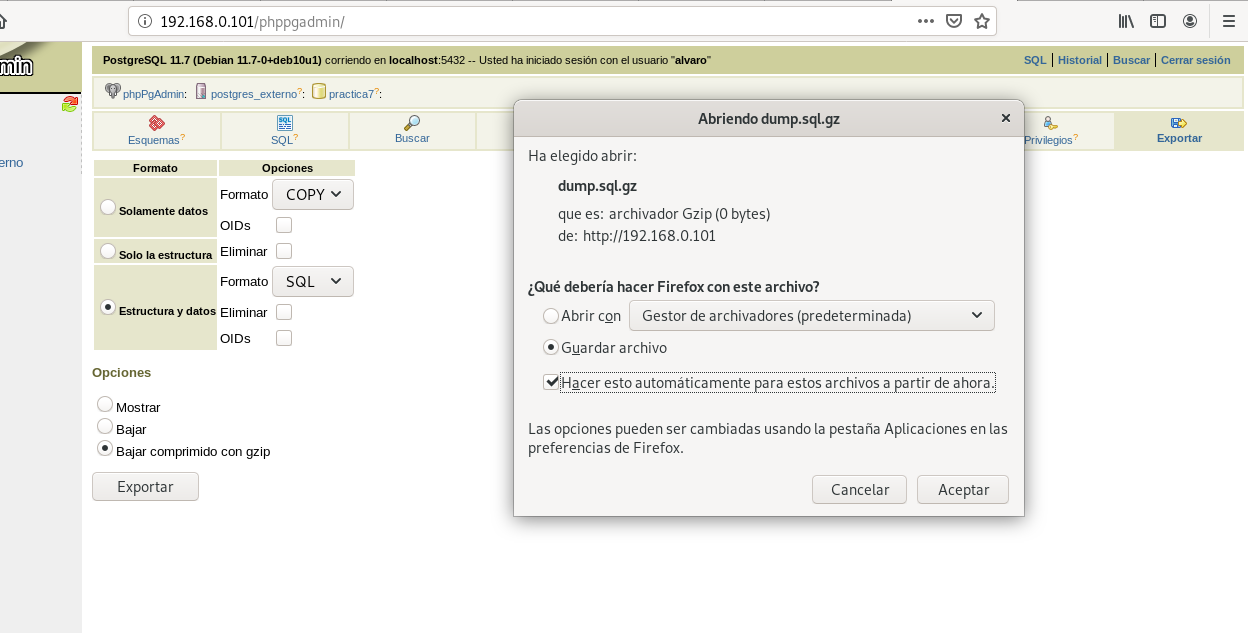 192.168.0.101/phppgadmin/
PostgreSQL 11.7 (Debian 11.7-0+deb10u1) corriendo en localhost:5432 -- Usted ha iniciado sesión con el usuario "alvaro"
SQL | Historial | Buscar | Cerrar sesión
phpPgAdmin: postgres_externo?: practica7?:
Esquemas? SQL? Buscar Privilegios? Exportar
erno
Formato Opciones
Solamente datos Formato COPY
OIDs
Solo la estructura Eliminar
Estructura y datos Formato SQL
Eliminar
OIDs
Opciones
Mostrar
Bajar
Bajar comprimido con gzip
Exportar
Abriendo dump.sql.gz
Ha elegido abrir:
dump.sql.gz
que es: archivador Gzip (0 bytes)
de: http://192.168.0.101
¿Qué debería hacer Firefox con este archivo?
Abrir con Gestor de archivadores (predeterminada)
Guardar archivo
Hacer esto automáticamente para estos archivos a partir de ahora.
Las opciones pueden ser cambiadas usando la pestaña Aplicaciones en las
preferencias de Firefox.
Cancelar Aceptar